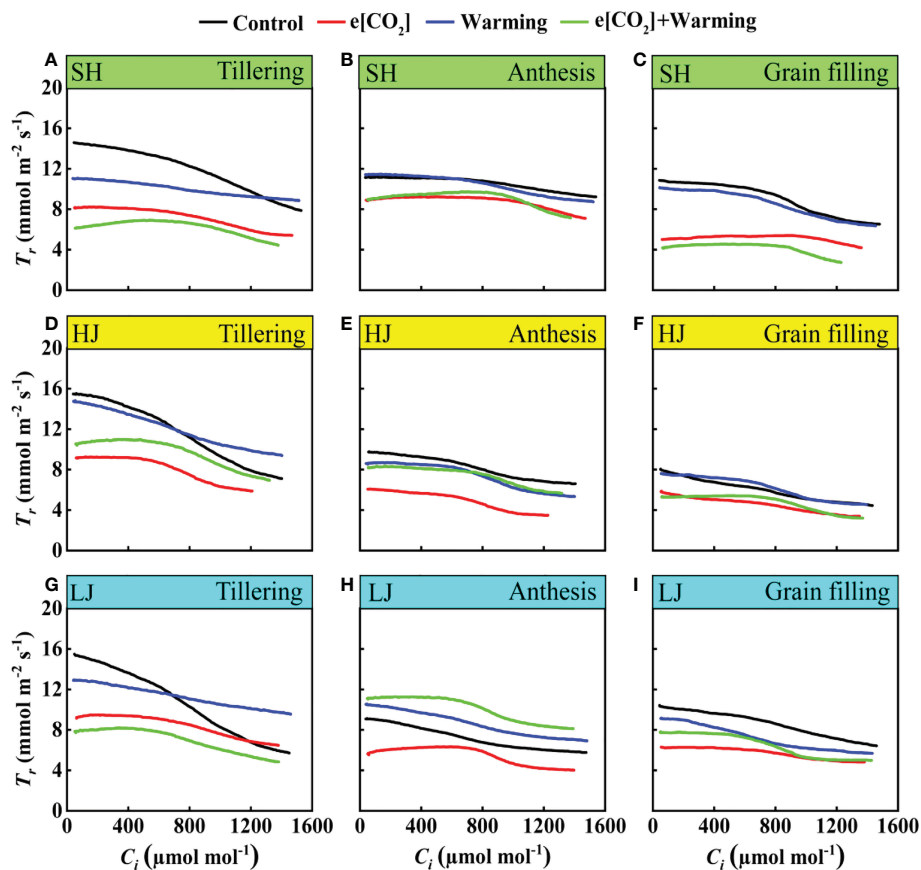 Control e[CO₂] Warming e[CO₂]+Warming
A SH Tillering B SH Anthesis C SH Grain filling
20
16
12
8
4
0
Tr (mmol m⁻² s⁻¹)
D HJ Tillering E HJ Anthesis F HJ Grain filling
20
16
12
8
4
0
Tr (mmol m⁻² s⁻¹)
G LJ Tillering H LJ Anthesis I LJ Grain filling
20
16
12
8
4
0
Tr (mmol m⁻² s⁻¹)
0 400 800 1200 1600 0 400 800 1200 1600 0 400 800 1200 1600
Ci (µmol mol⁻¹) Ci (µmol mol⁻¹) Ci (µmol mol⁻¹)